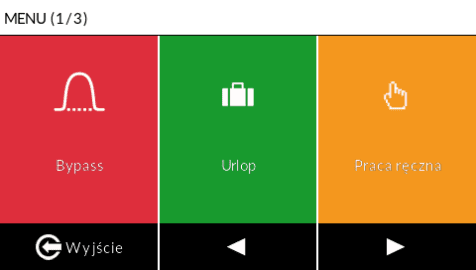 MENU (1/3)
Bypass
Urlop
Praca ręczna
Wyjście